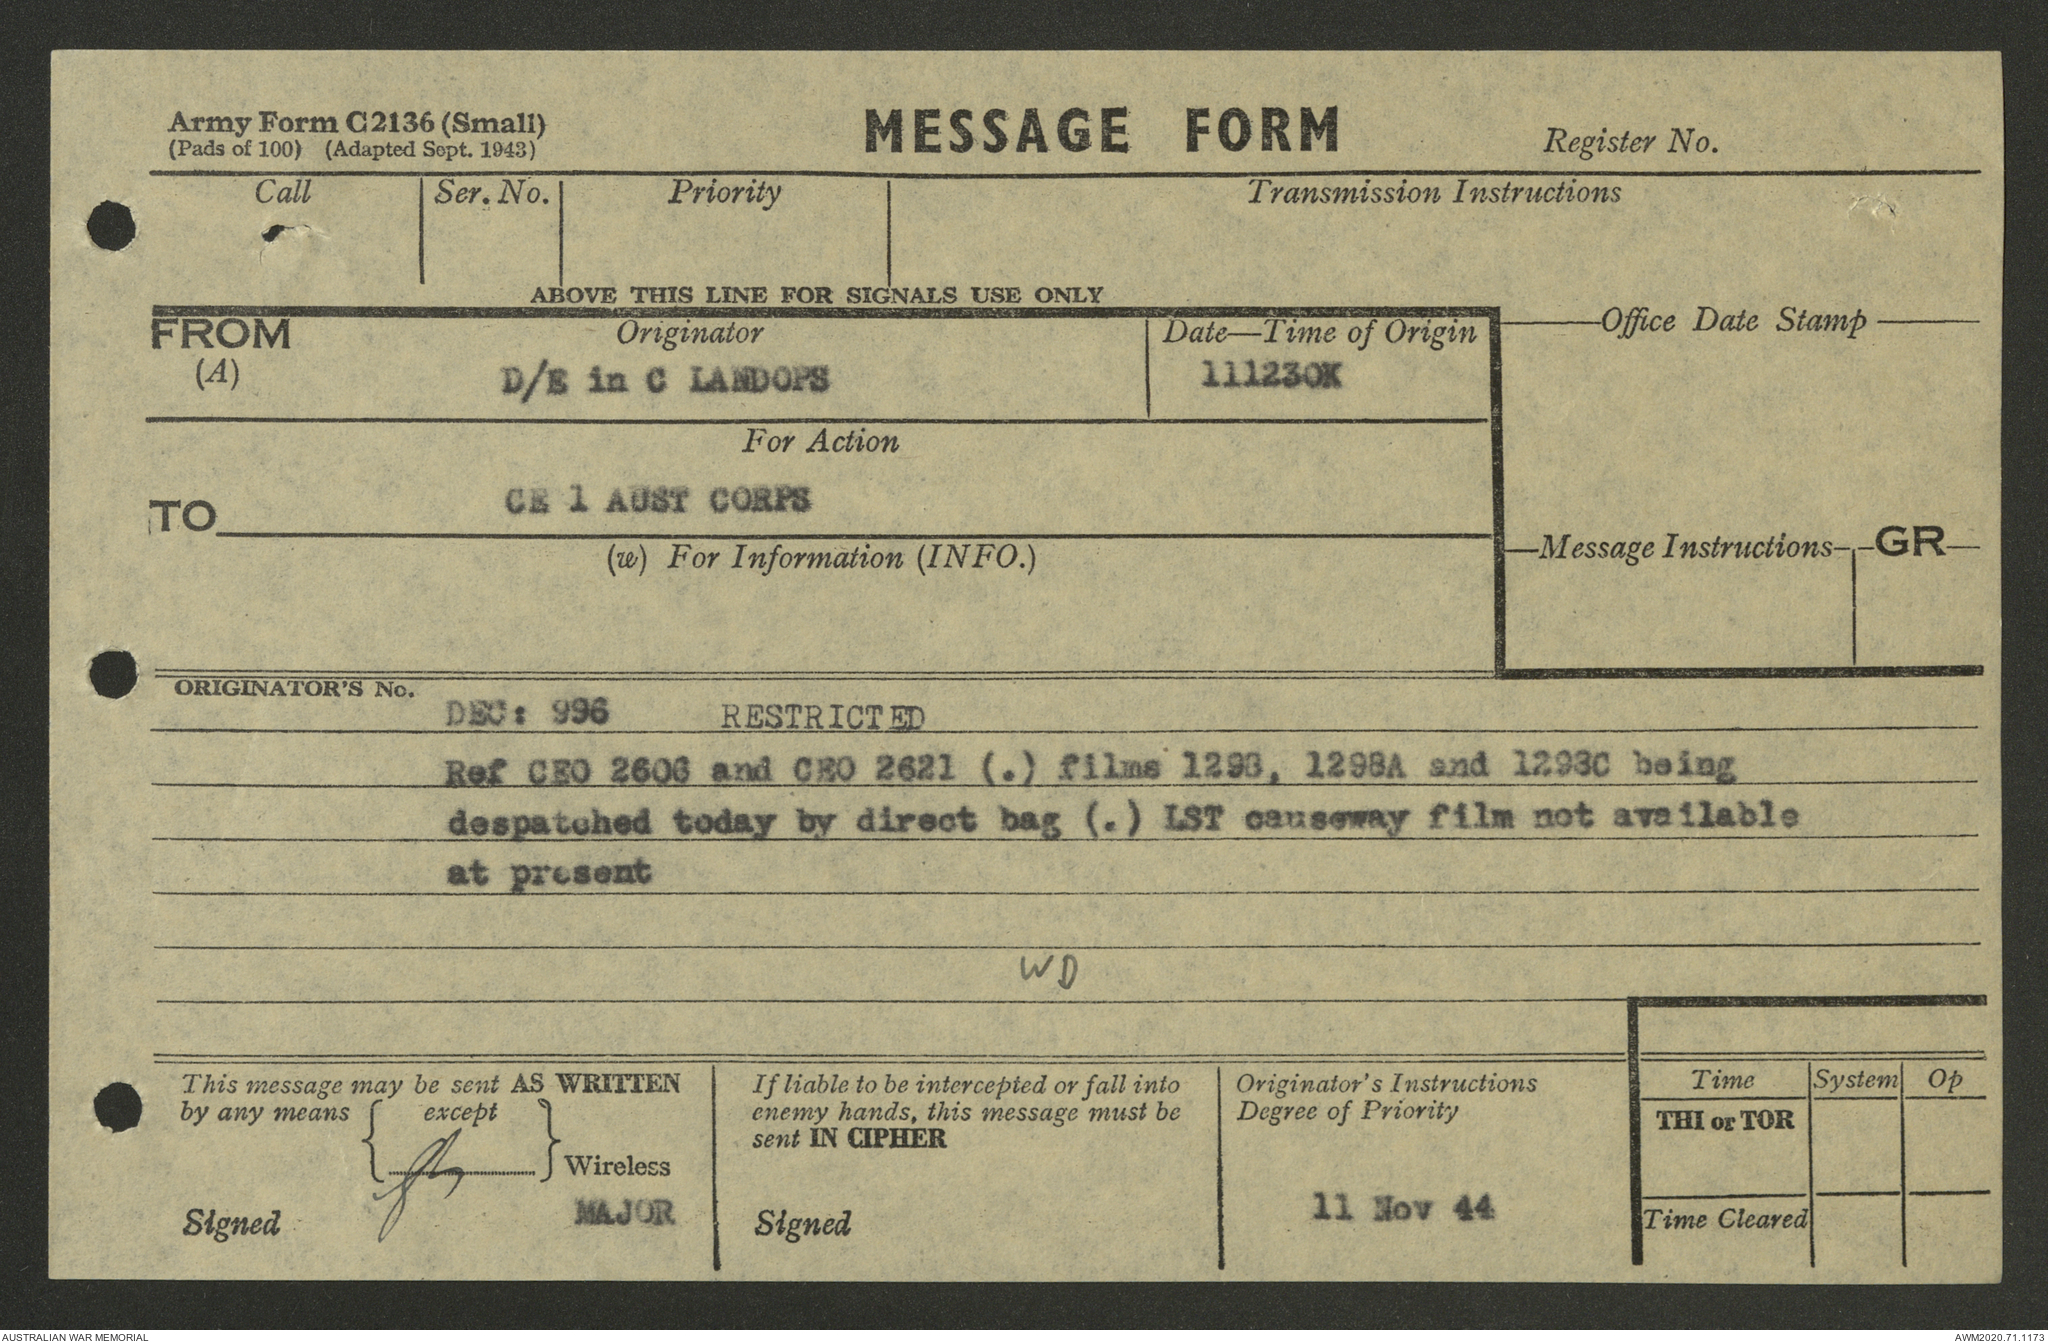 Army Form C2136 (Small)
(Pads of 100) (Adapted Sept. 1943)
MESSAGE FORM
Register No.
Call
Ser. No.
Priority
Transmission Instructions
ABOVE THIS LINE FOR SIGNALS USE ONLY
FROM
(A)
Originator
D/E in C LANDOPS
Date—Time of Origin
111230K
Office Date Stamp
For Action
TO
CE 1 AUST CORPS
(w) For Information (INFO.)
Message Instructions
GR
ORIGINATOR'S No.
DEC: 996 RESTRICTED
Ref CEO 2606 and CEO 2621 (.) films 1298, 1298A and 1298C being
despatched today by direct bag (.) LST causeway film not available
at present
WD
This message may be sent AS WRITTEN
by any means { except }
Wireless
Signed
MAJOR
If liable to be intercepted or fall into
enemy hands, this message must be
sent IN CIPHER
Signed
Originator's Instructions
Degree of Priority
11 Nov 44
Time
System
Op
THI or TOR
Time Cleared
AUSTRALIAN WAR MEMORIAL
AWM2020.71.1173